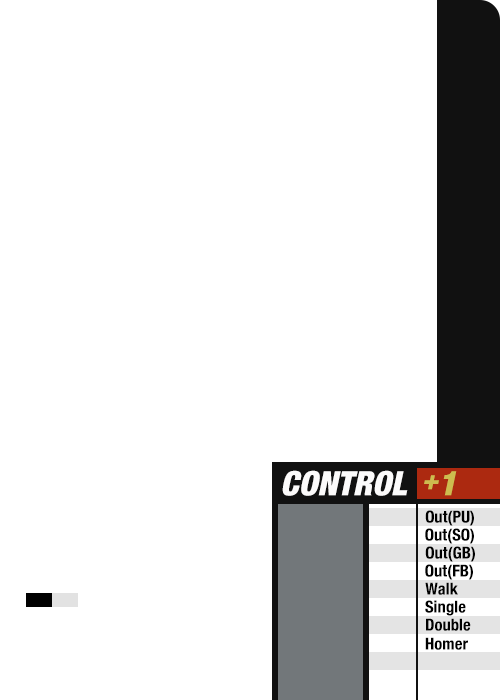 CONTROL +1
Out(PU)
Out(SO)
Out(GB)
Out(FB)
Walk
Single
Double
Homer